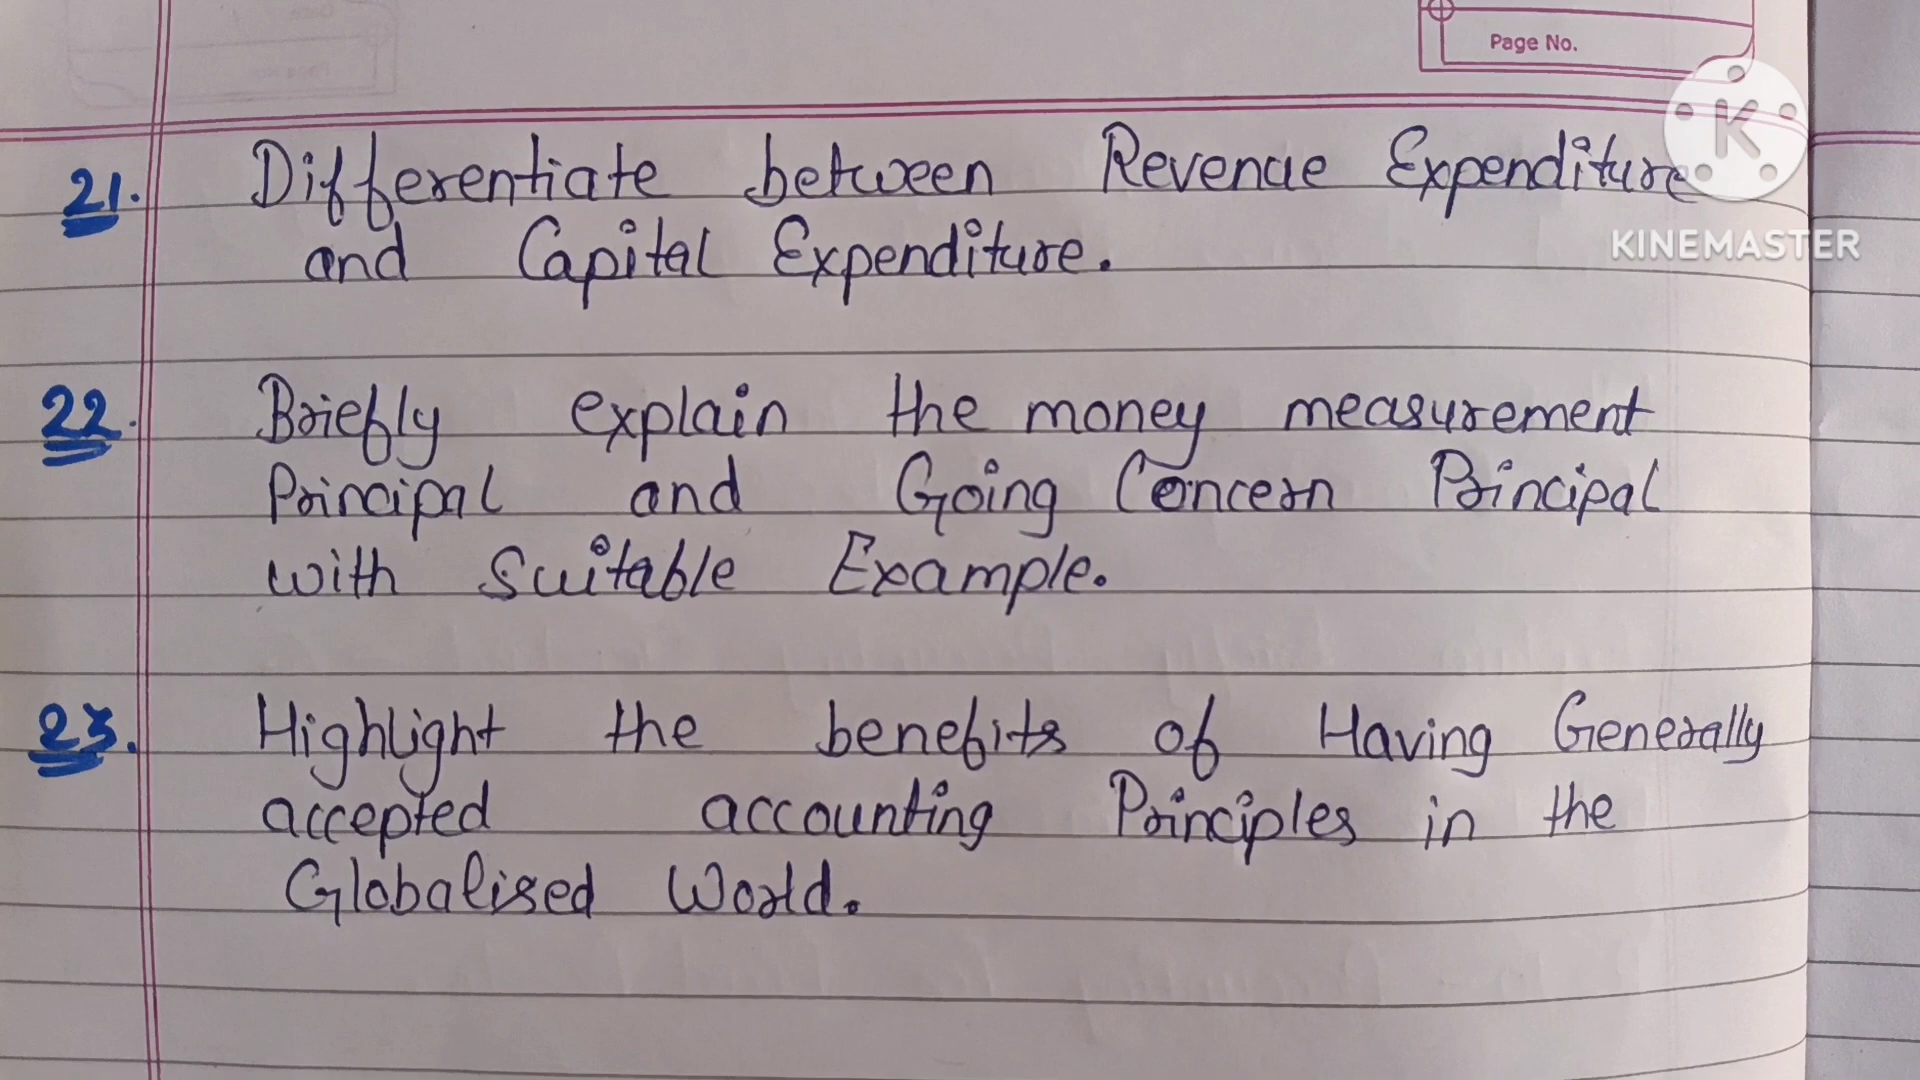 Page No.
K
KINEMASTER
21. Differentiate between Revenue Expenditure
and Capital Expenditure.
22. Briefly explain the money measurement
Principal and Going Concern Principal
with Suitable Example.
23. Highlight the benefits of Having Generally
accepted accounting Principles in the
Globalised World.